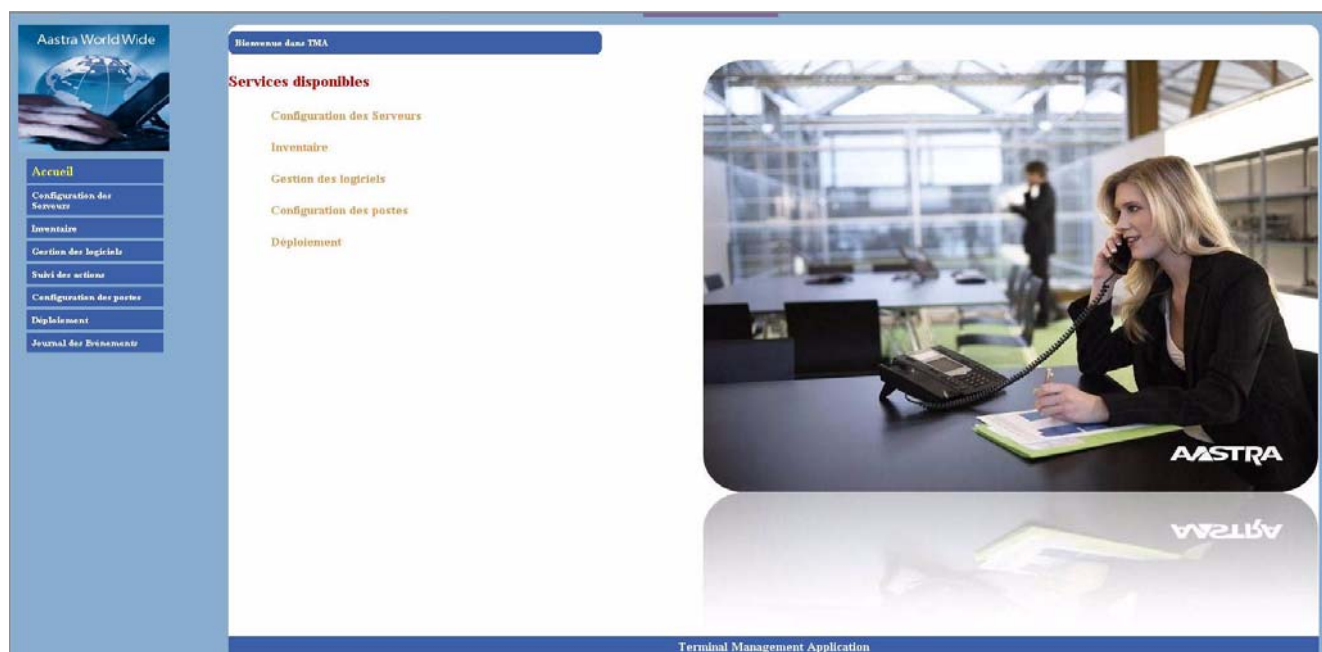 Aastra World Wide
Accueil
Configuration des
Serveurs
Inventaire
Gestion des logiciels
Suivi des actions
Configuration des postes
Déploiement
Journal des Evénements
Bienvenue dans TMA
Services disponibles
Configuration des Serveurs
Inventaire
Gestion des logiciels
Configuration des postes
Déploiement
AASTRA
AASTRA
Terminal Management Application